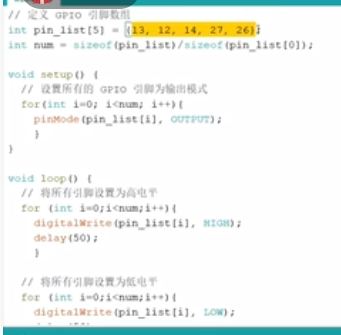 // 定义 GPIO 引脚数组
int pin_list[5] = {13, 12, 14, 27, 26};
int num = sizeof(pin_list)/sizeof(pin_list[0]);
void setup() {
// 设置所有的 GPIO 引脚为输出模式
for(int i=0; i<num; i++){
pinMode(pin_list[i], OUTPUT);
}
}
void loop() {
// 将所有引脚设置为高电平
for (int i=0;i<num;i++){
digitalWrite(pin_list[i], HIGH);
delay(50);
}
// 将所有引脚设置为低电平
for (int i=0;i<num;i++){
digitalWrite(pin_list[i], LOW);